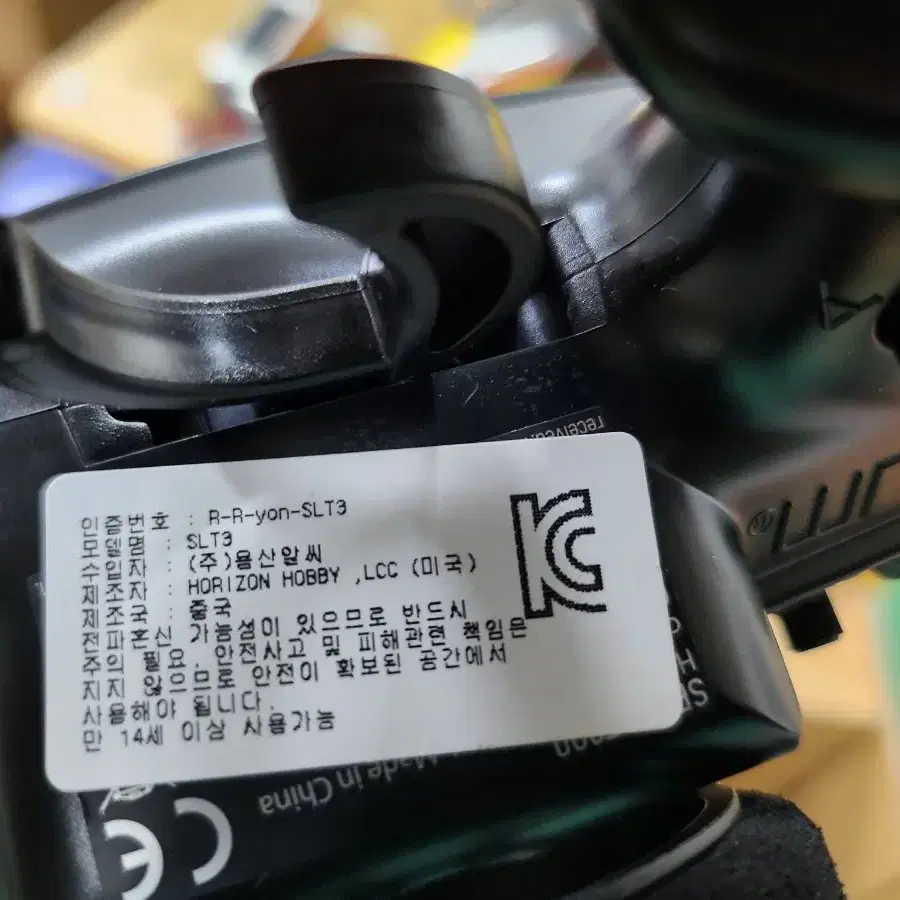 received,
인증번호 : R-R-yon-SLT3
모델명 : SLT3
수입자 : (주)용산알씨
제조자 : HORIZON HOBBY ,LCC (미국)
제조국 : 중국
전파혼신 가능성이 있으므로 반드시
주의 필요. 안전사고 및 피해관련 책임은
지지 않으므로 안전이 확보된 공간에서
사용해야 됩니다.
만 14세 이상 사용가능
Made in China
CE